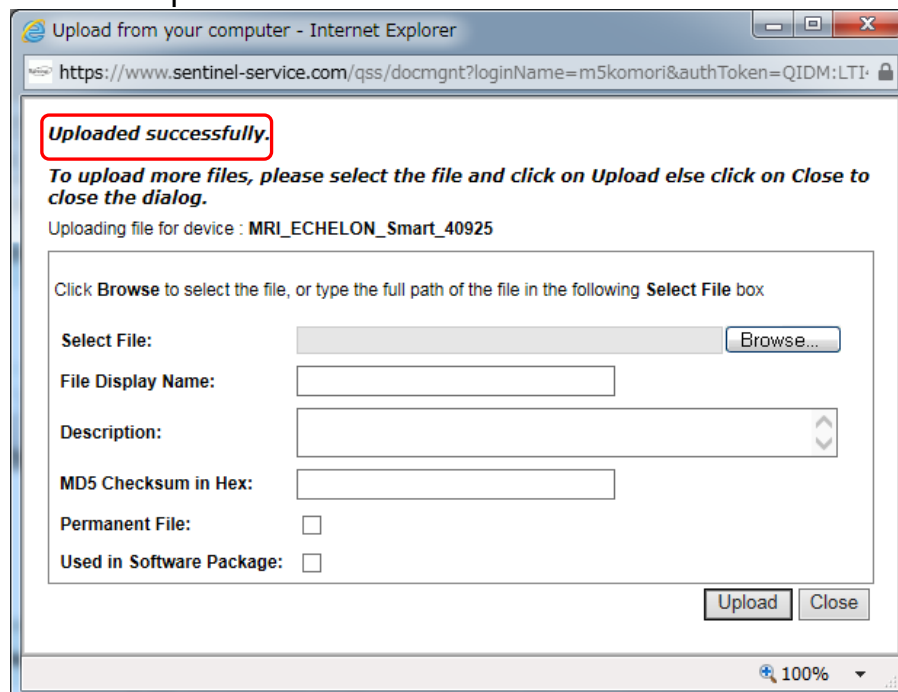 Upload from your computer - Internet Explorer
https://www.sentinel-service.com/qss/docmgnt?loginName=m5komori&authToken=QIDM:LTI
Uploaded successfully.
To upload more files, please select the file and click on Upload else click on Close to
close the dialog.
Uploading file for device : MRI_ECHELON_Smart_40925
Click Browse to select the file, or type the full path of the file in the following Select File box
Select File:
Browse...
File Display Name:
Description:
MD5 Checksum in Hex:
Permanent File:
Used in Software Package:
Upload Close
100%